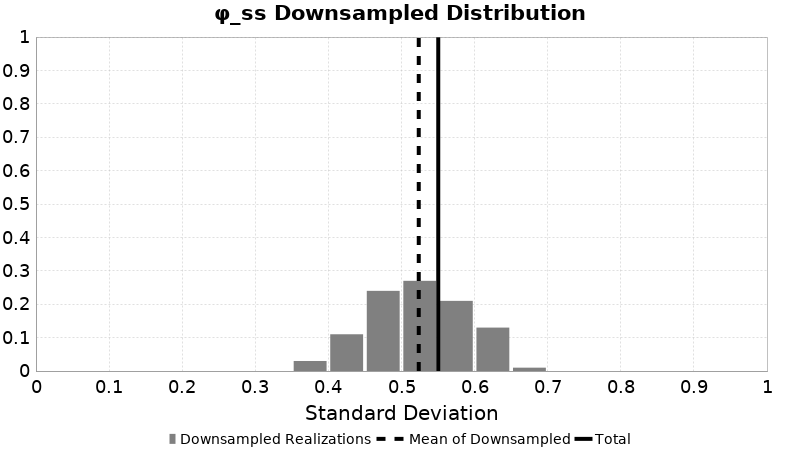 φ_ss Downsampled Distribution
1
0.9
0.8
0.7
0.6
0.5
0.4
0.3
0.2
0.1
0
0 0.1 0.2 0.3 0.4 0.5 0.6 0.7 0.8 0.9 1
Standard Deviation
Downsampled Realizations Mean of Downsampled Total